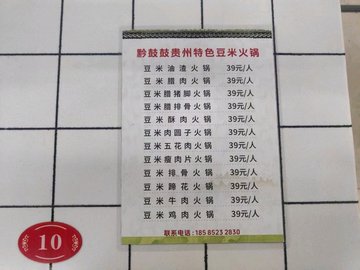 黔鼓鼓贵州特色豆米火锅
豆米油渣火锅 39元/人
豆米腊肉火锅 39元/人
豆米腊猪脚火锅 39元/人
豆米腊排骨火锅 39元/人
豆米酥肉火锅 39元/人
豆米肉圆子火锅 39元/人
豆米五花肉火锅 39元/人
豆米瘦肉片火锅 39元/人
豆米排骨火锅 39元/人
豆米蹄花火锅 39元/人
豆米牛肉火锅 39元/人
豆米鸡肉火锅 39元/人
联系电话：185 8523 2830
10